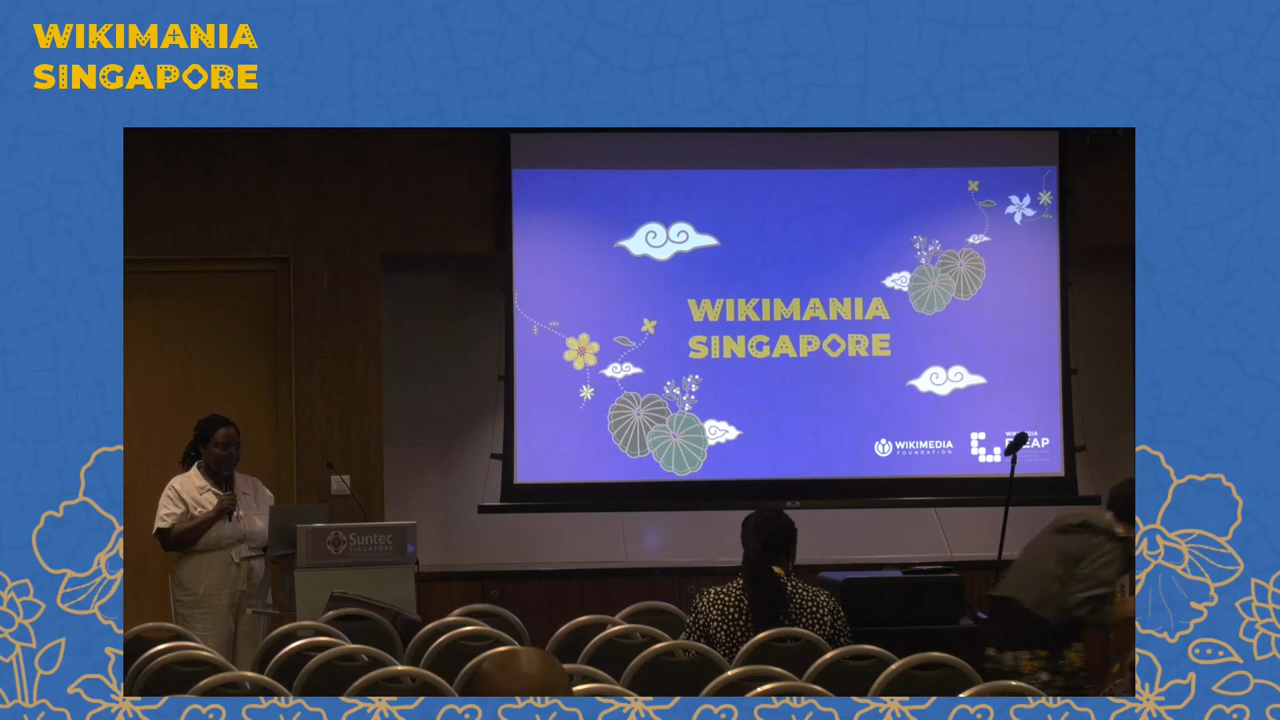 WIKIMANIA
SINGAPORE
WIKIMANIA
SINGAPORE
WIKIMEDIA
FOUNDATION
Suntec
SINGAPORE